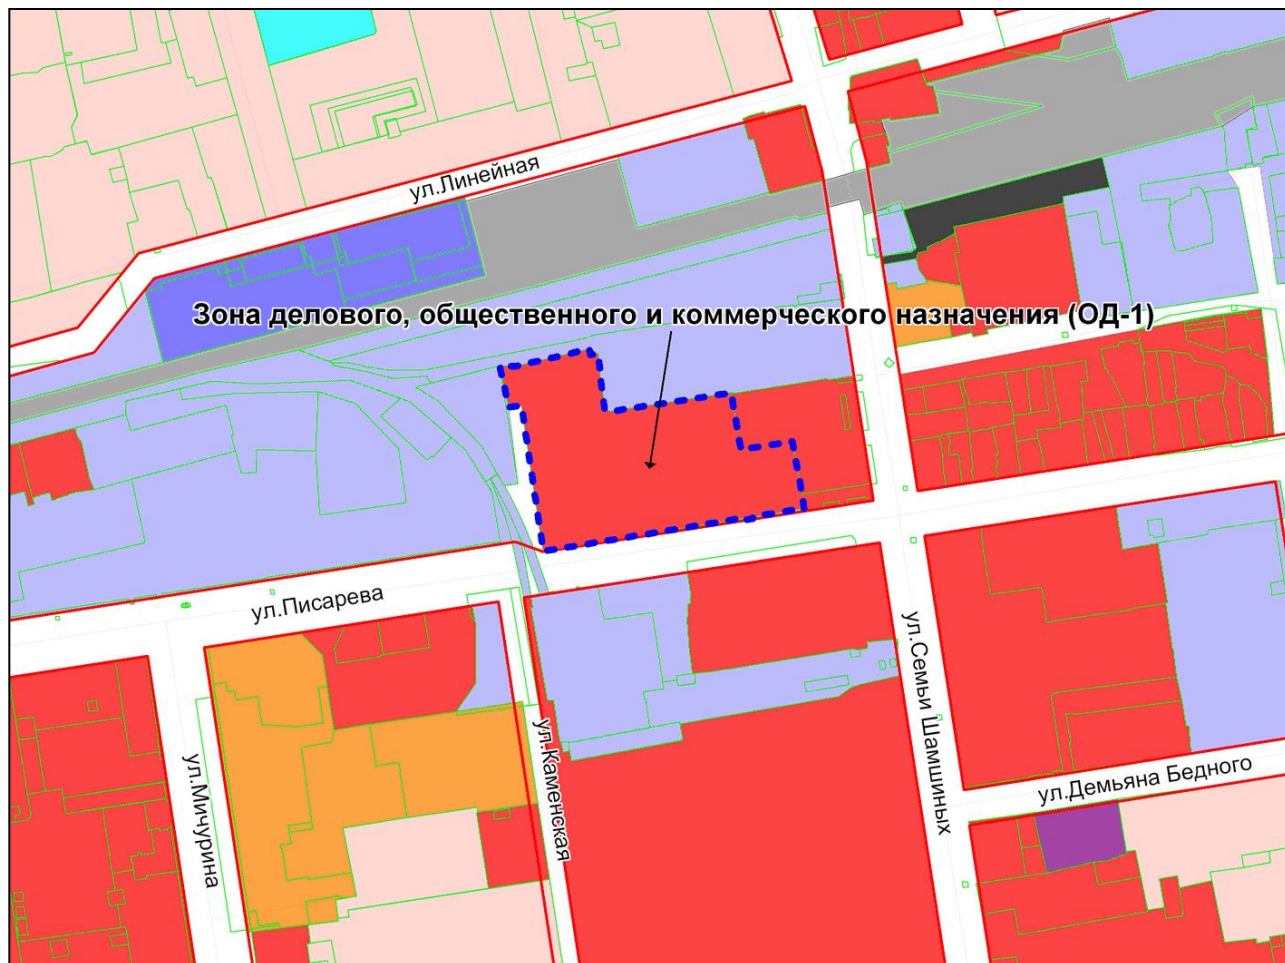 ул.Линейная
Зона делового, общественного и коммерческого назначения (ОД-1)
ул.Писарева
ул.Семьи Шамшиных
ул.Каменская
ул.Мичурина
ул.Демьяна Бедного